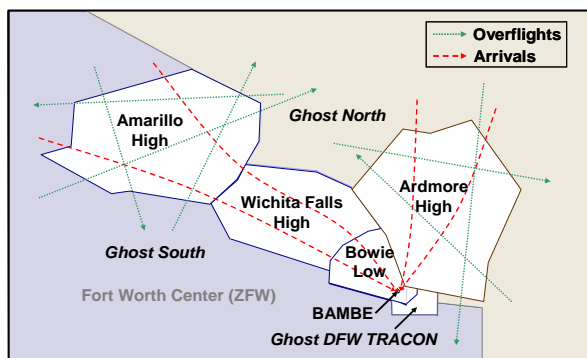 Overflights
Arrivals
Amarillo
High
Ghost North
Ardmore
High
Wichita Falls
High
Ghost South
Bowie
Low
Fort Worth Center (ZFW)
BAMBE
Ghost DFW TRACON